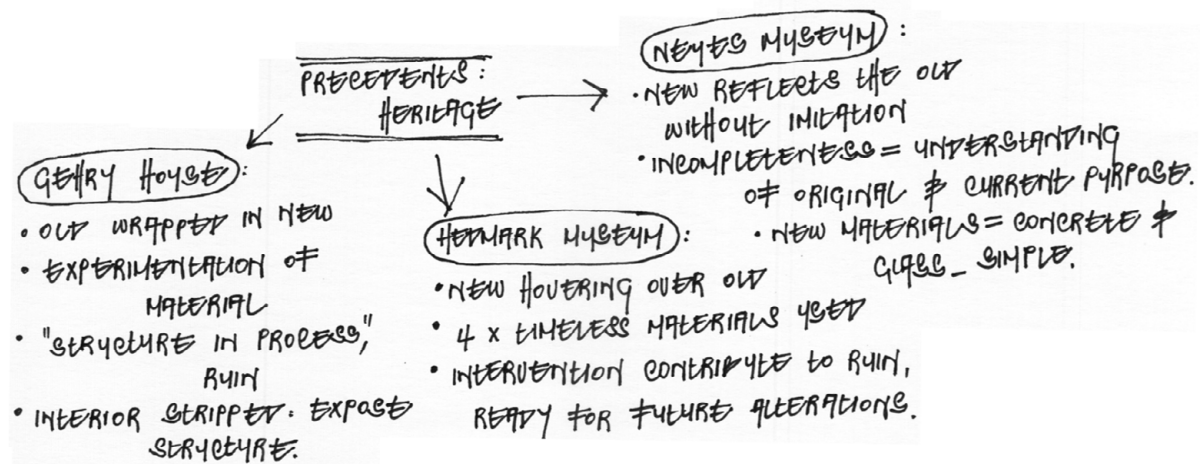 PRECEDENTS:
HERITAGE
NEUES MUSEUM:
• NEW REFLECTS THE OLD
WITHOUT IMITATION
• INCOMPLETENESS = UNDERSTANDING
OF ORIGINAL & CURRENT PURPOSE.
• NEW MATERIALS = CONCRETE &
GLASS_ SIMPLE.
GEHRY HOUSE:
• OLD WRAPPED IN NEW
• EXPERIMENTATION OF
MATERIAL
• "STRUCTURE IN PROCESS,"
RUIN
• INTERIOR STRIPPED: EXPOSE
STRUCTURE.
HEDMARK MUSEUM:
• NEW HOVERING OVER OLD
• 4 x TIMELESS MATERIALS USED
• INTERVENTION CONTRIBUTE TO RUIN,
READY FOR FUTURE ALTERATIONS.